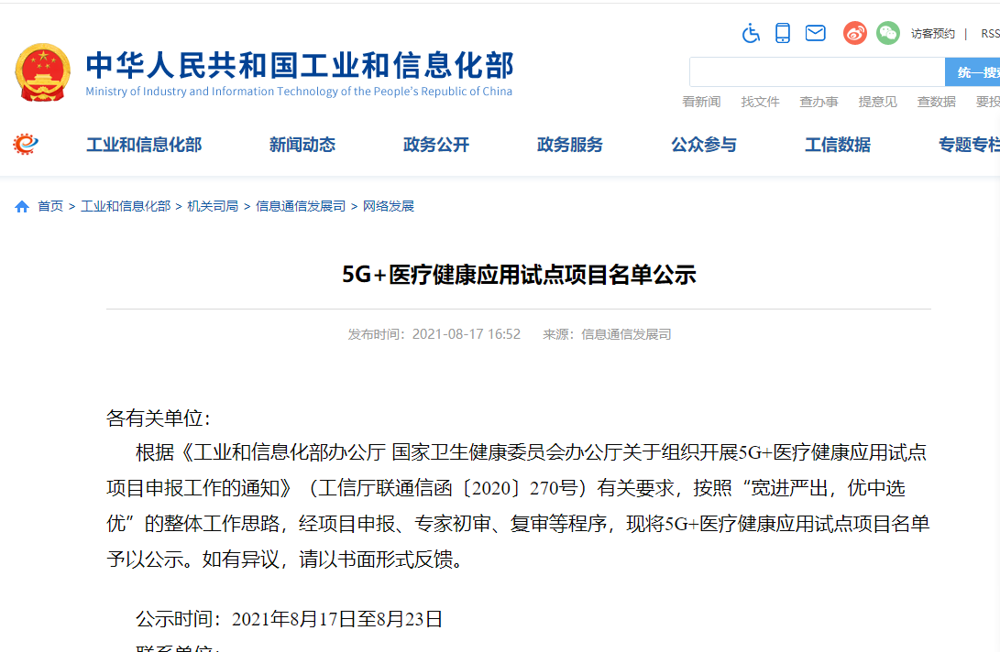 访客预约 | RSS
中华人民共和国工业和信息化部
Ministry of Industry and Information Technology of the People's Republic of China
统一搜索
看新闻 找文件 查办事 提意见 查数据 要投
工业和信息化部 新闻动态 政务公开 政务服务 公众参与 工信数据 专题专栏
首页 > 工业和信息化部 > 机关司局 > 信息通信发展司 > 网络发展
5G+医疗健康应用试点项目名单公示
发布时间：2021-08-17 16:52 来源：信息通信发展司
各有关单位：
根据《工业和信息化部办公厅 国家卫生健康委员会办公厅关于组织开展5G+医疗健康应用试点
项目申报工作的通知》（工信厅联通信函〔2020〕270号）有关要求，按照“宽进严出，优中选
优”的整体工作思路，经项目申报、专家初审、复审等程序，现将5G+医疗健康应用试点项目名单
予以公示。如有异议，请以书面形式反馈。
公示时间：2021年8月17日至8月23日
联系单位：